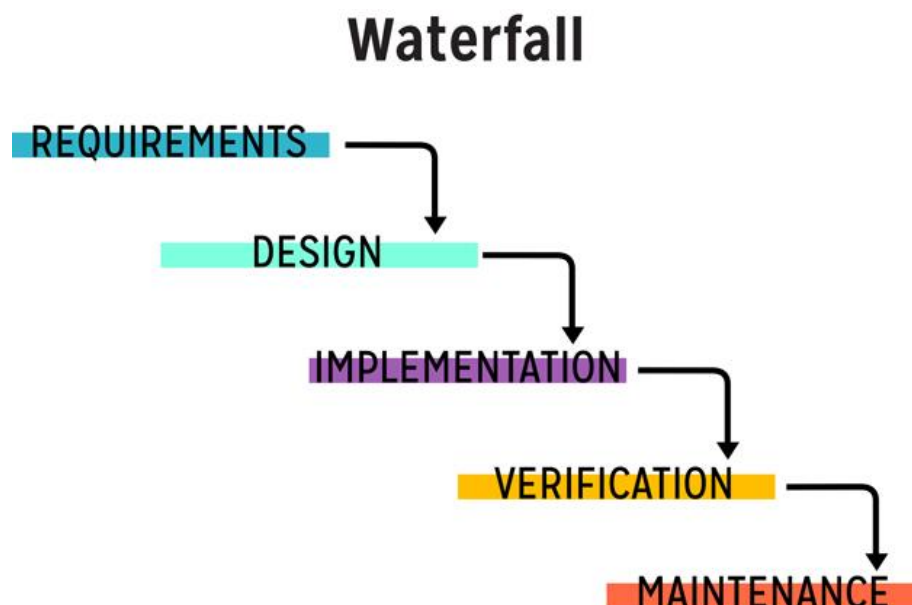 Waterfall
REQUIREMENTS
DESIGN
IMPLEMENTATION
VERIFICATION
MAINTENANCE